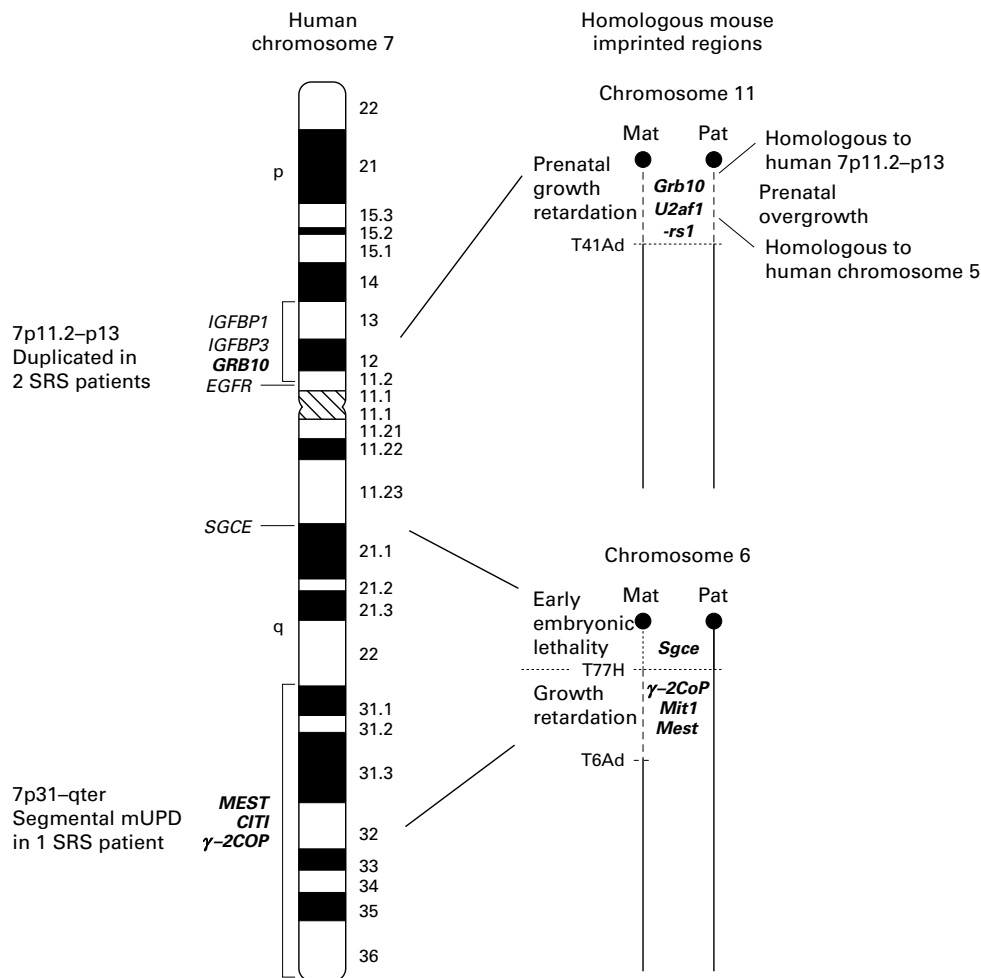 Human
chromosome 7
Homologous mouse
imprinted regions
22
p
21
15.3
15.2
15.1
14
13
12
11.2
11.1
11.1
11.21
11.22
11.23
21.1
21.2
21.3
q
22
31.1
31.2
31.3
32
33
34
35
36
7p11.2–p13
Duplicated in
2 SRS patients
IGFBP1
IGFBP3
GRB10
EGFR
SGCE
7p31–qter
Segmental mUPD
in 1 SRS patient
MEST
CITI
γ–2COP
Chromosome 11
Mat
Pat
Homologous to
human 7p11.2–p13
Prenatal
growth
retardation
Grb10
U2af1
-rs1
Prenatal
overgrowth
T41Ad
Homologous to
human chromosome 5
Chromosome 6
Mat
Pat
Early
embryonic
lethality
Sgce
T77H
Growth
retardation
γ–2CoP
Mit1
Mest
T6Ad